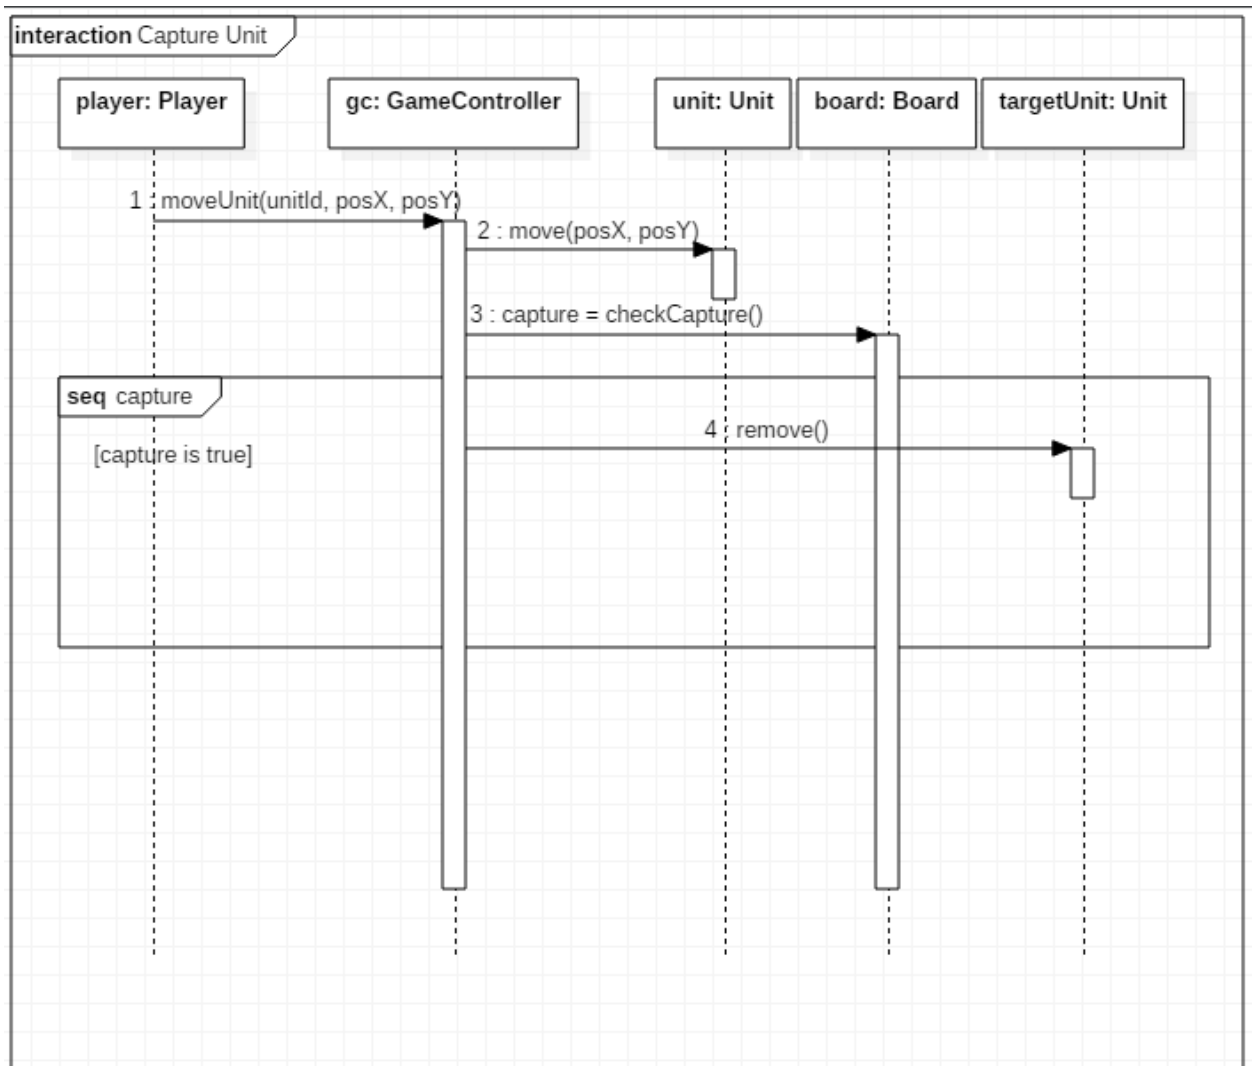 interaction Capture Unit
player: Player
gc: GameController
unit: Unit
board: Board
targetUnit: Unit
1 : moveUnit(unitId, posX, posY)
2 : move(posX, posY)
3 : capture = checkCapture()
seq capture
4 : remove()
[capture is true]